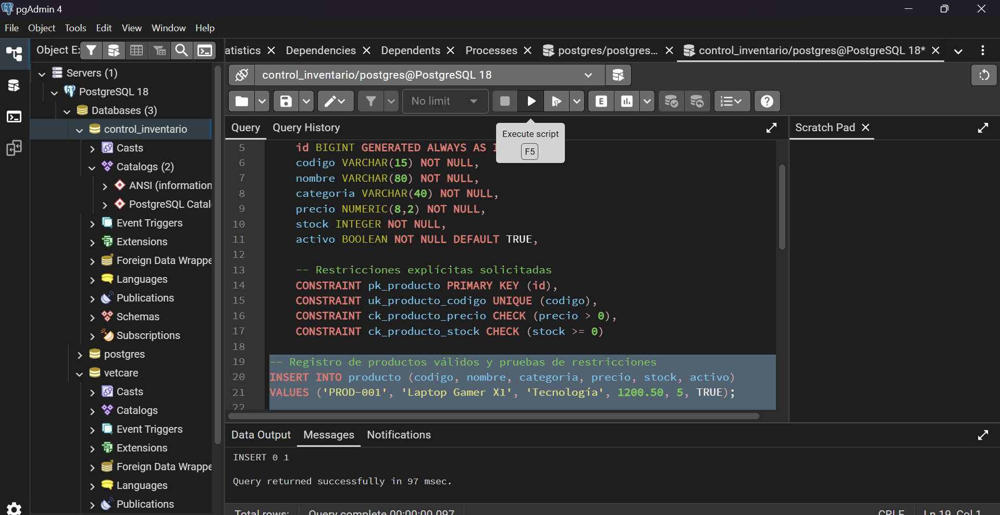 pgAdmin 4
File Object Tools Edit View Window Help
Object Ex
atistics Dependencies Dependents Processes postgres/postgres... control_inventario/postgres@PostgreSQL 18*
Servers (1)
PostgreSQL 18
Databases (3)
control_inventario
Casts
Catalogs (2)
ANSI (information
PostgreSQL Catal
Event Triggers
Extensions
Foreign Data Wrappe
Languages
Publications
Schemas
Subscriptions
postgres
vetcare
Casts
Catalogs
Event Triggers
Extensions
Foreign Data Wrappe
Languages
Publications
control_inventario/postgres@PostgreSQL 18
No limit
E
Query Query History
Execute script
F5
Scratch Pad
5 id BIGINT GENERATED ALWAYS AS I
6 codigo VARCHAR(15) NOT NULL,
7 nombre VARCHAR(80) NOT NULL,
8 categoria VARCHAR(40) NOT NULL,
9 precio NUMERIC(8,2) NOT NULL,
10 stock INTEGER NOT NULL,
11 activo BOOLEAN NOT NULL DEFAULT TRUE,
12
13 -- Restricciones explícitas solicitadas
14 CONSTRAINT pk_producto PRIMARY KEY (id),
15 CONSTRAINT uk_producto_codigo UNIQUE (codigo),
16 CONSTRAINT ck_producto_precio CHECK (precio > 0),
17 CONSTRAINT ck_producto_stock CHECK (stock >= 0)
18
19 -- Registro de productos válidos y pruebas de restricciones
20 INSERT INTO producto (codigo, nombre, categoria, precio, stock, activo)
21 VALUES ('PROD-001', 'Laptop Gamer X1', 'Tecnología', 1200.50, 5, TRUE);
22
Data Output Messages Notifications
INSERT 0 1
Query returned successfully in 97 msec.
Total rows: Query complete 00:00:00.097 CRLF Ln 19, Col 1